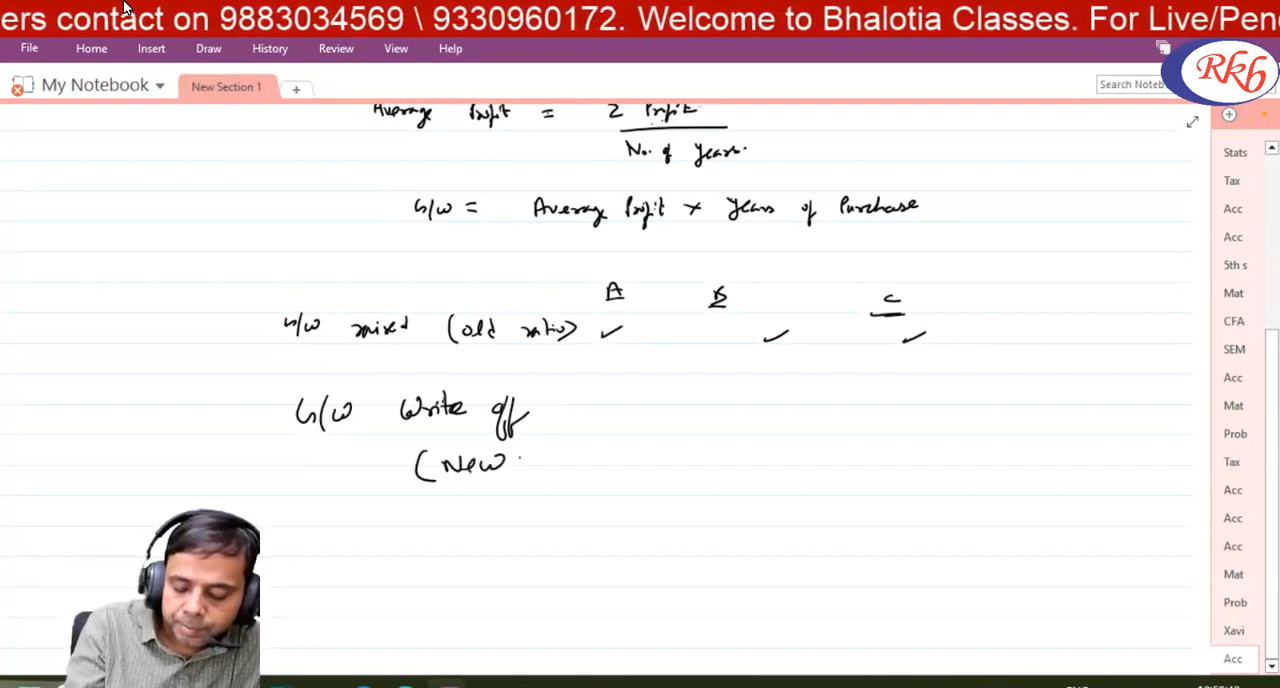 ers contact on 9883034569 \ 9330960172. Welcome to Bhalotia Classes. For Live/Pen
File Home Insert Draw History Review View Help
Rkb
My Notebook New Section 1 + Search Noteb
Average Profit = Σ Profit
No. of Years.
G/W = Average Profit × Years of Purchase
A B C
G/W raised (old ratio) ✓ ✓ ✓
G/W Write off
(New
Stats
Tax
Acc
Acc
5th s
Mat
CFA
SEM
Acc
Mat
Prob
Tax
Acc
Acc
Acc
Mat
Prob
Xavi
Acc